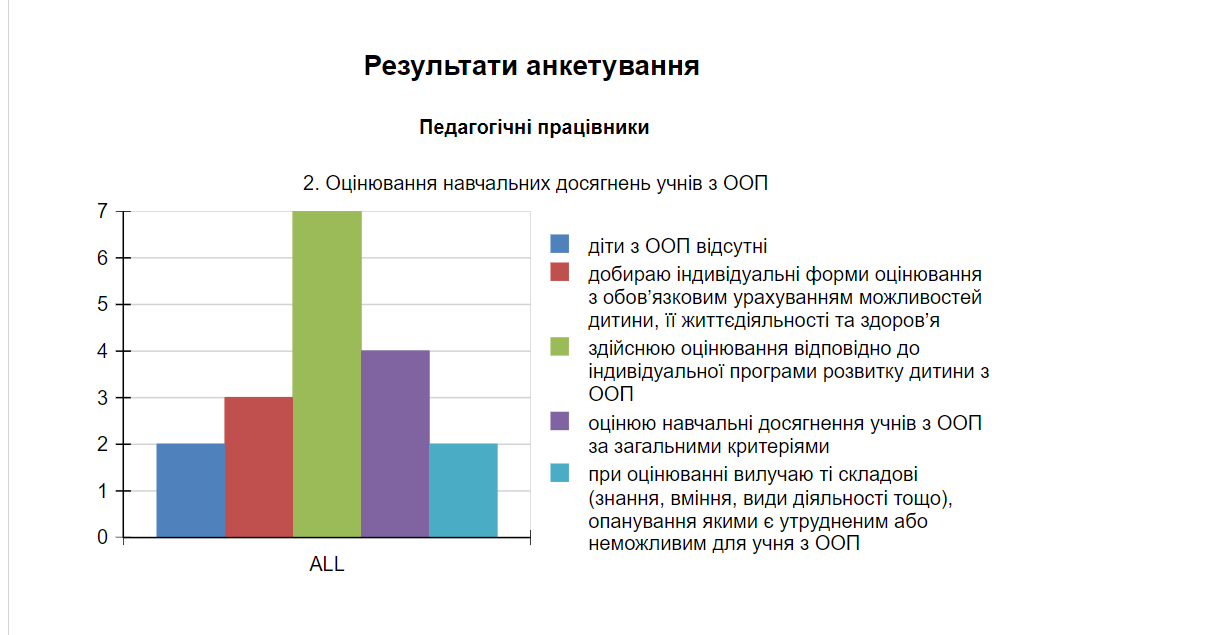 Результати анкетування
Педагогічні працівники
2. Оцінювання навчальних досягнень учнів з ООП
7
6
5
4
3
2
1
0
ALL
діти з ООП відсутні
добираю індивідуальні форми оцінювання
з обов’язковим урахуванням можливостей
дитини, її життєдіяльності та здоров’я
здійснюю оцінювання відповідно до
індивідуальної програми розвитку дитини з
ООП
оцінюю навчальні досягнення учнів з ООП
за загальними критеріями
при оцінюванні вилучаю ті складові
(знання, вміння, види діяльності тощо),
опанування якими є утрудненим або
неможливим для учня з ООП